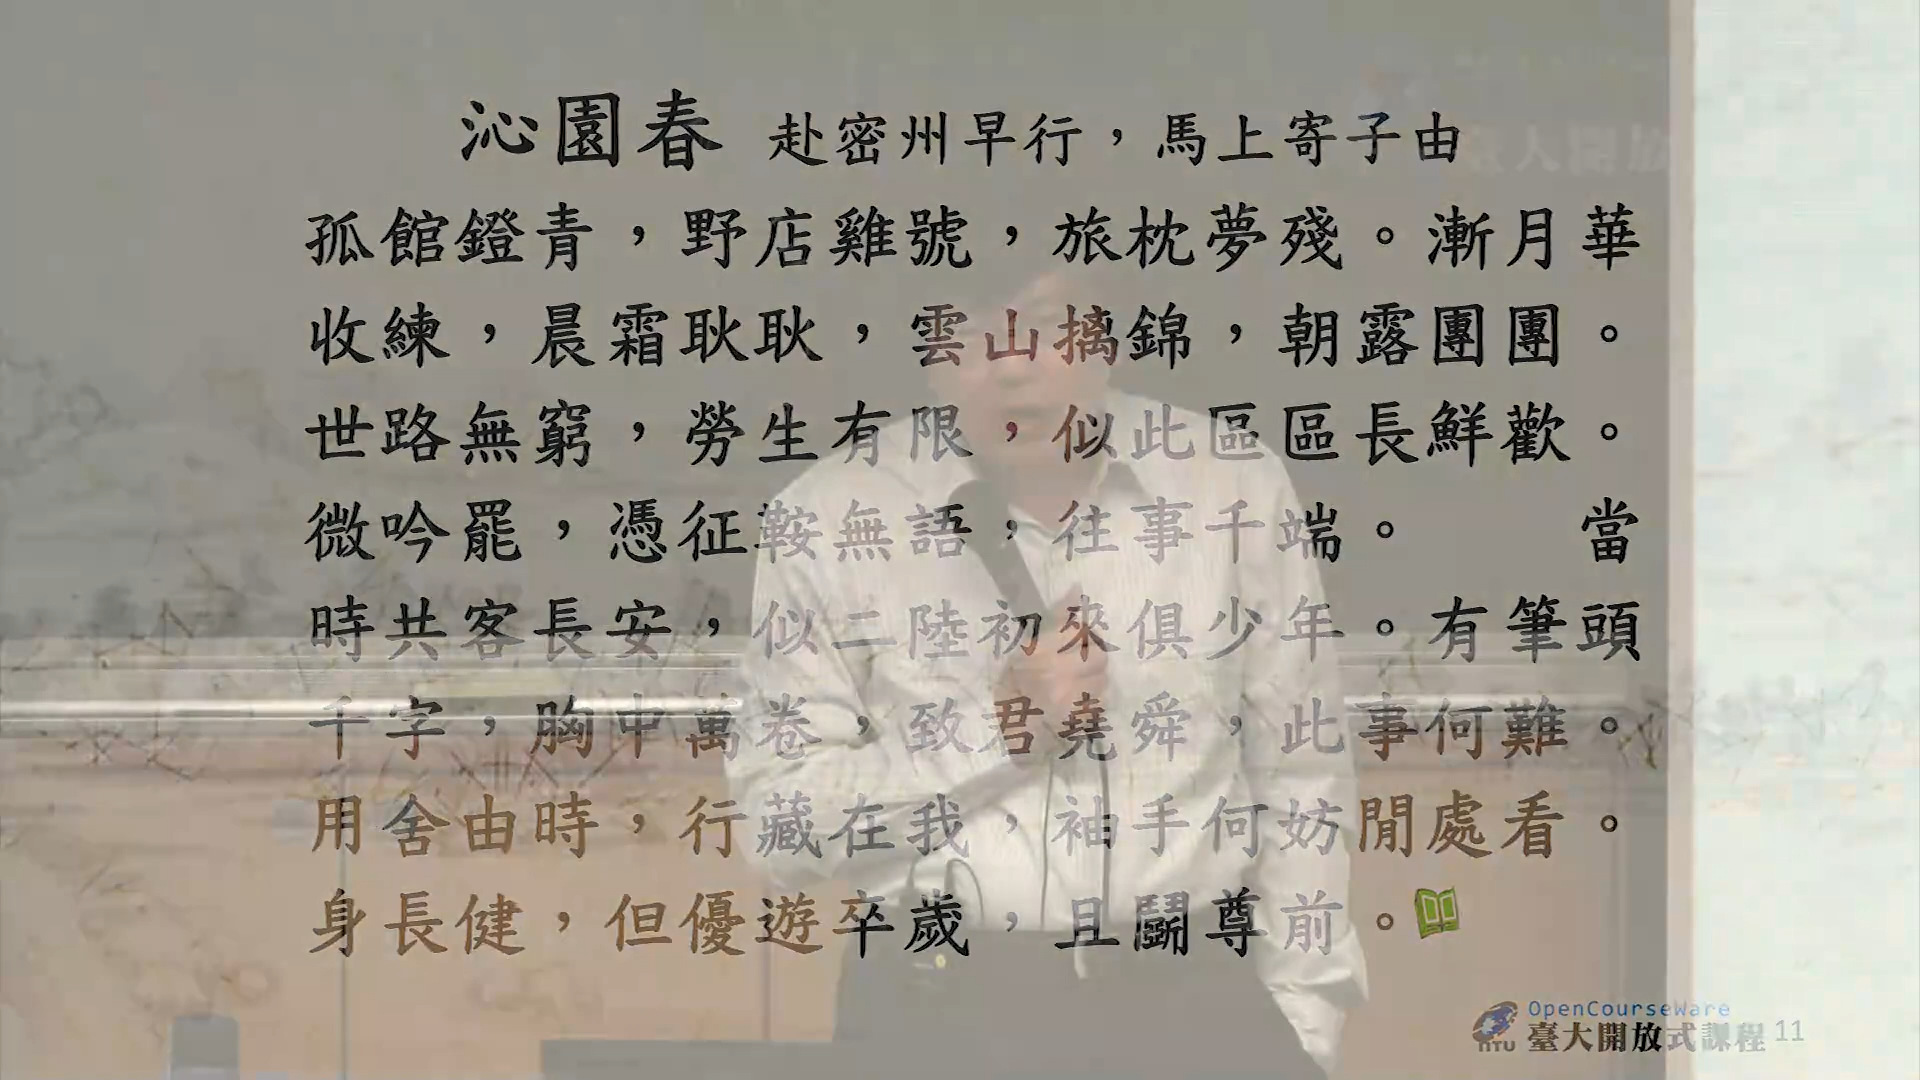 沁園春 赴密州早行，馬上寄子由
孤館鐙青，野店雞號，旅枕夢殘。漸月華
收練，晨霜耿耿，雲山摛錦，朝露團團。
世路無窮，勞生有限，似此區區長鮮歡。
微吟罷，憑征鞍無語，往事千端。　　當
時共客長安，似二陸初來俱少年。有筆頭
千字，胸中萬卷，致君堯舜，此事何難。
用舍由時，行藏在我，袖手何妨閒處看。
身長健，但優遊卒歲，且鬭尊前。
OpenCourseWare
NTU 臺大開放式課程 11